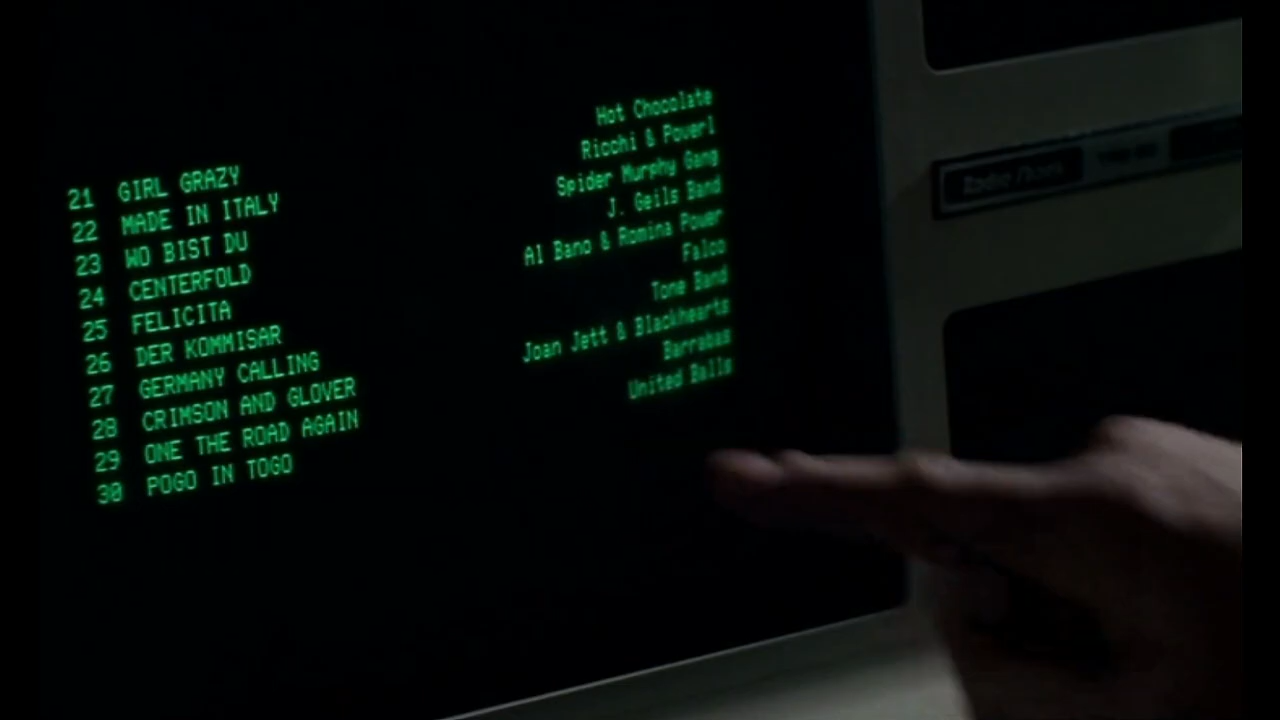 21 GIRL GRAZY Hot Chocolate
22 MADE IN ITALY Ricchi & Poverl
23 WO BIST DU Spider Murphy Gang
24 CENTERFOLD J. Geils Band
25 FELICITA Al Bano & Romina Power
26 DER KOMMISAR Falco
27 GERMANY CALLING Tone Band
28 CRIMSON AND GLOVER Joan Jett & Blackhearts
29 ONE THE ROAD AGAIN Barrabas
30 POGO IN TOGO United Balls